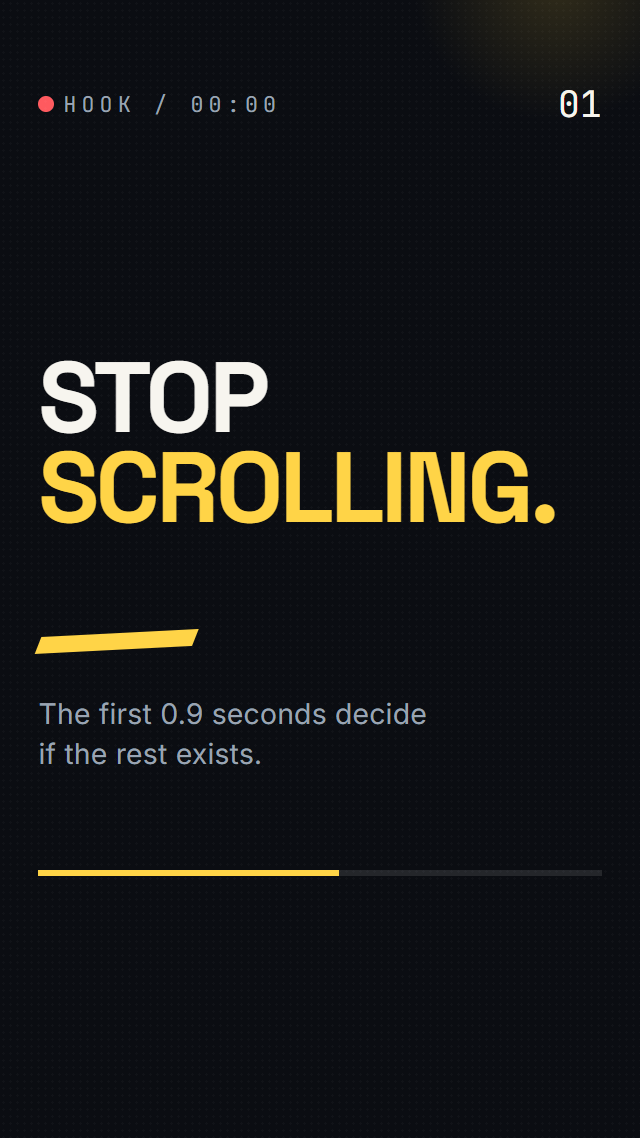 HOOK / 00:00
01
STOP
SCROLLING.
The first 0.9 seconds decide
if the rest exists.